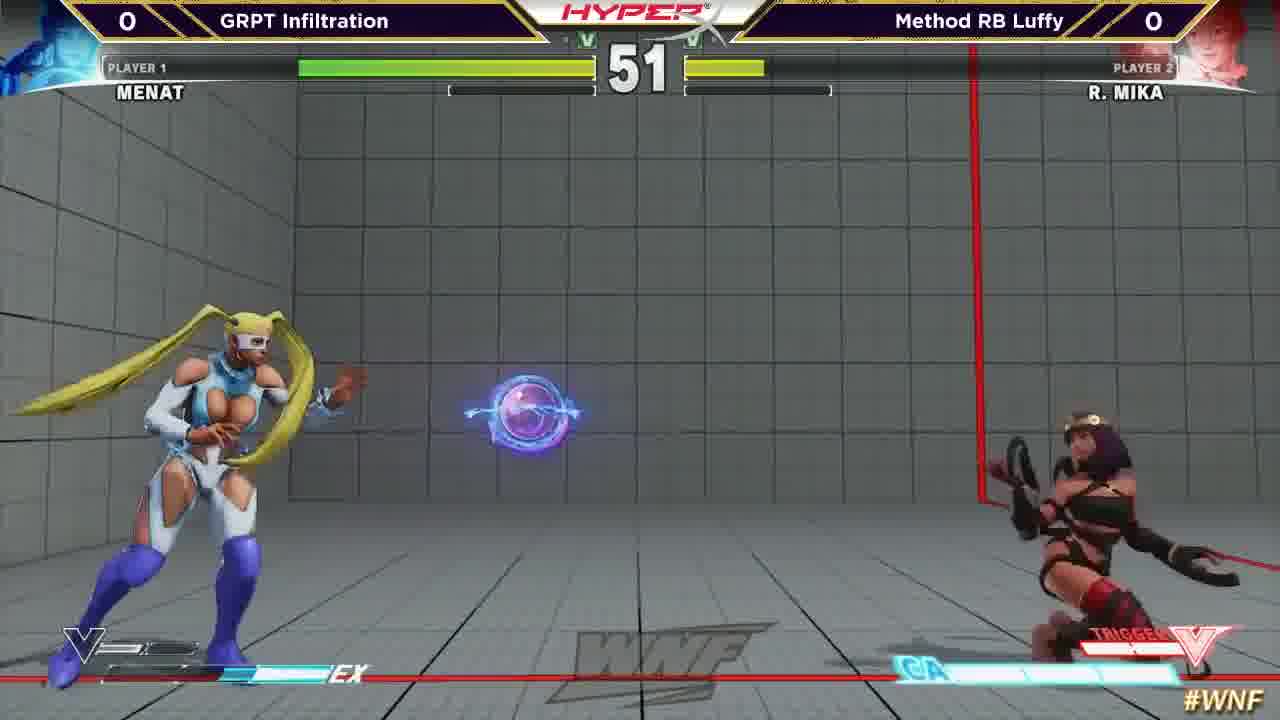 0 GRPT Infiltration HYPERX Method RB Luffy 0
PLAYER 1 51 PLAYER 2
MENAT R. MIKA
V V
TRIGGER V
EX CA
WNF
#WNF